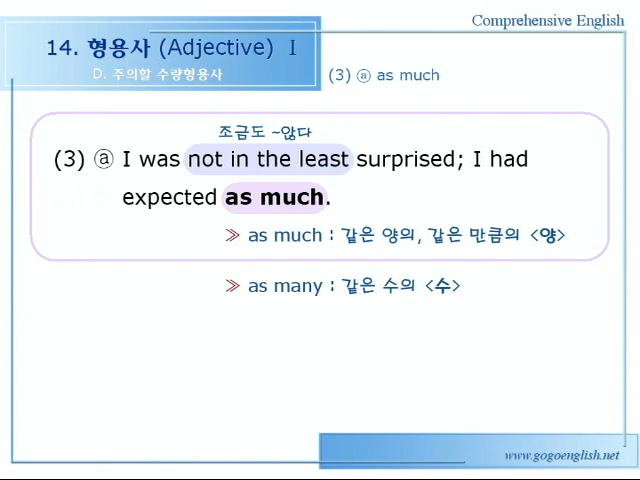 Comprehensive English
14. 형용사 (Adjective) Ⅰ
D. 주의할 수량형용사
(3) ⓐ as much
조금도 ~않다
(3) ⓐ I was not in the least surprised; I had
expected as much.
≫ as much : 같은 양의, 같은 만큼의 <양>
≫ as many : 같은 수의 <수>
www.gogoenglish.net